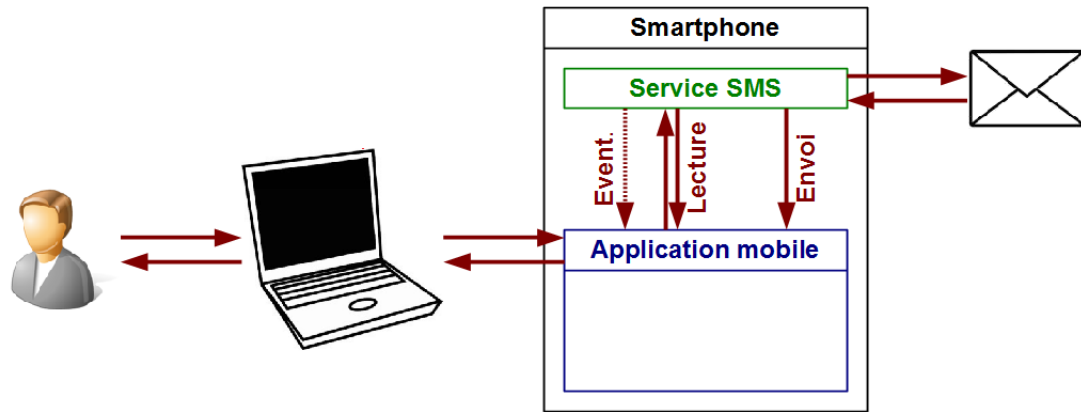 Smartphone
Service SMS
Event.
Lecture
Envoi
Application mobile